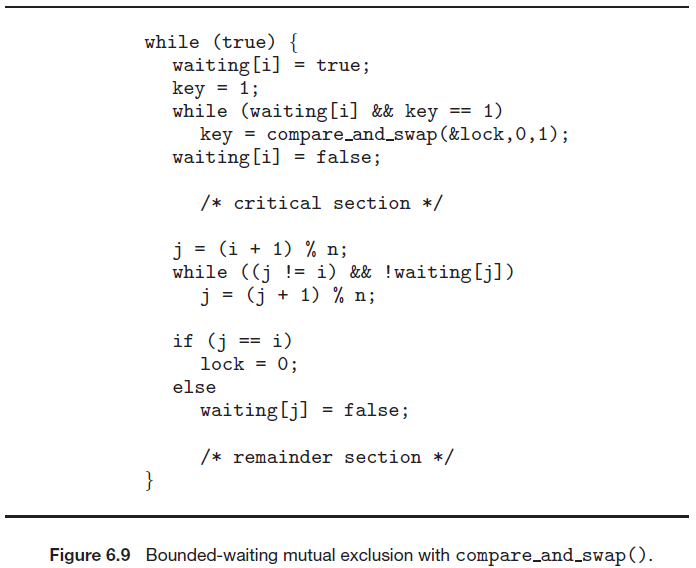 while (true) {
waiting[i] = true;
key = 1;
while (waiting[i] && key == 1)
key = compare_and_swap(&lock,0,1);
waiting[i] = false;
/* critical section */
j = (i + 1) % n;
while ((j != i) && !waiting[j])
j = (j + 1) % n;
if (j == i)
lock = 0;
else
waiting[j] = false;
/* remainder section */
}
Figure 6.9 Bounded-waiting mutual exclusion with compare_and_swap().